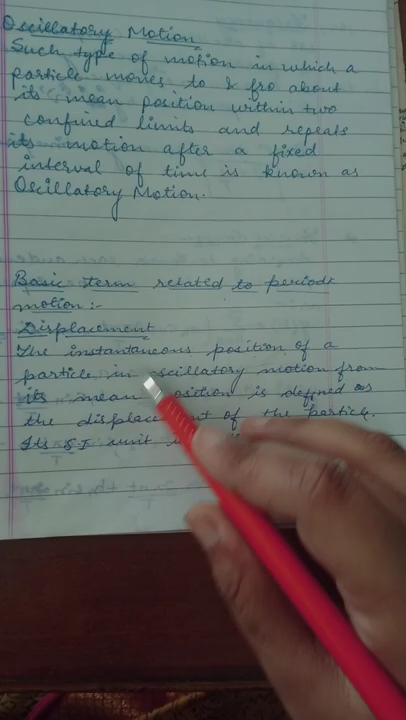 Oscillatory Motion
Such type of motion in which a
particle moves to & fro about
its mean position within two
confined limits and repeats
its motion after a fixed
interval of time is known as
Oscillatory Motion.
Basic term related to periodic
motion :-
Displacement
The instantaneous position of a
particle in oscillatory motion from
its mean position is defined as
the displacement of the particle.
Its S.I unit